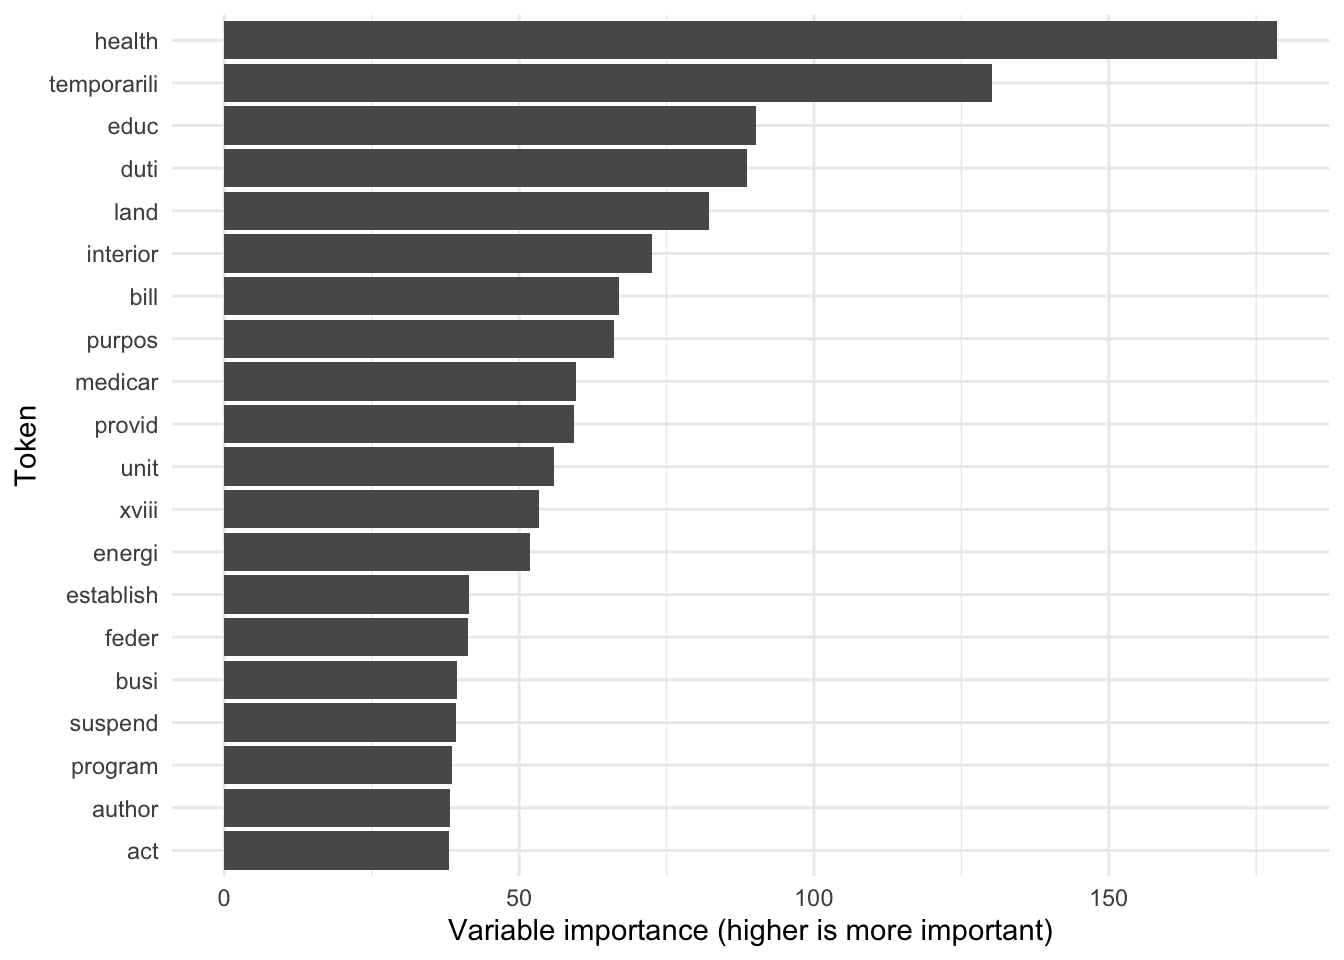 health
temporarili
educ
duti
land
interior
bill
purpos
medicar
provid
unit
xviii
energi
establish
feder
busi
suspend
program
author
act
Token
0 50 100 150
Variable importance (higher is more important)